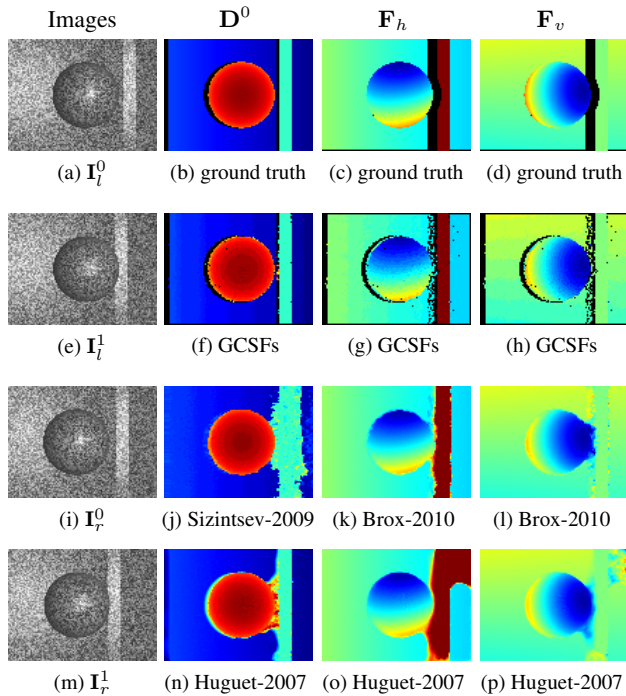 Images D⁰ F_h F_v
(a) I_l^0 (b) ground truth (c) ground truth (d) ground truth
(e) I_l^1 (f) GCSFs (g) GCSFs (h) GCSFs
(i) I_r^0 (j) Sizintsev-2009 (k) Brox-2010 (l) Brox-2010
(m) I_r^1 (n) Huguet-2007 (o) Huguet-2007 (p) Huguet-2007